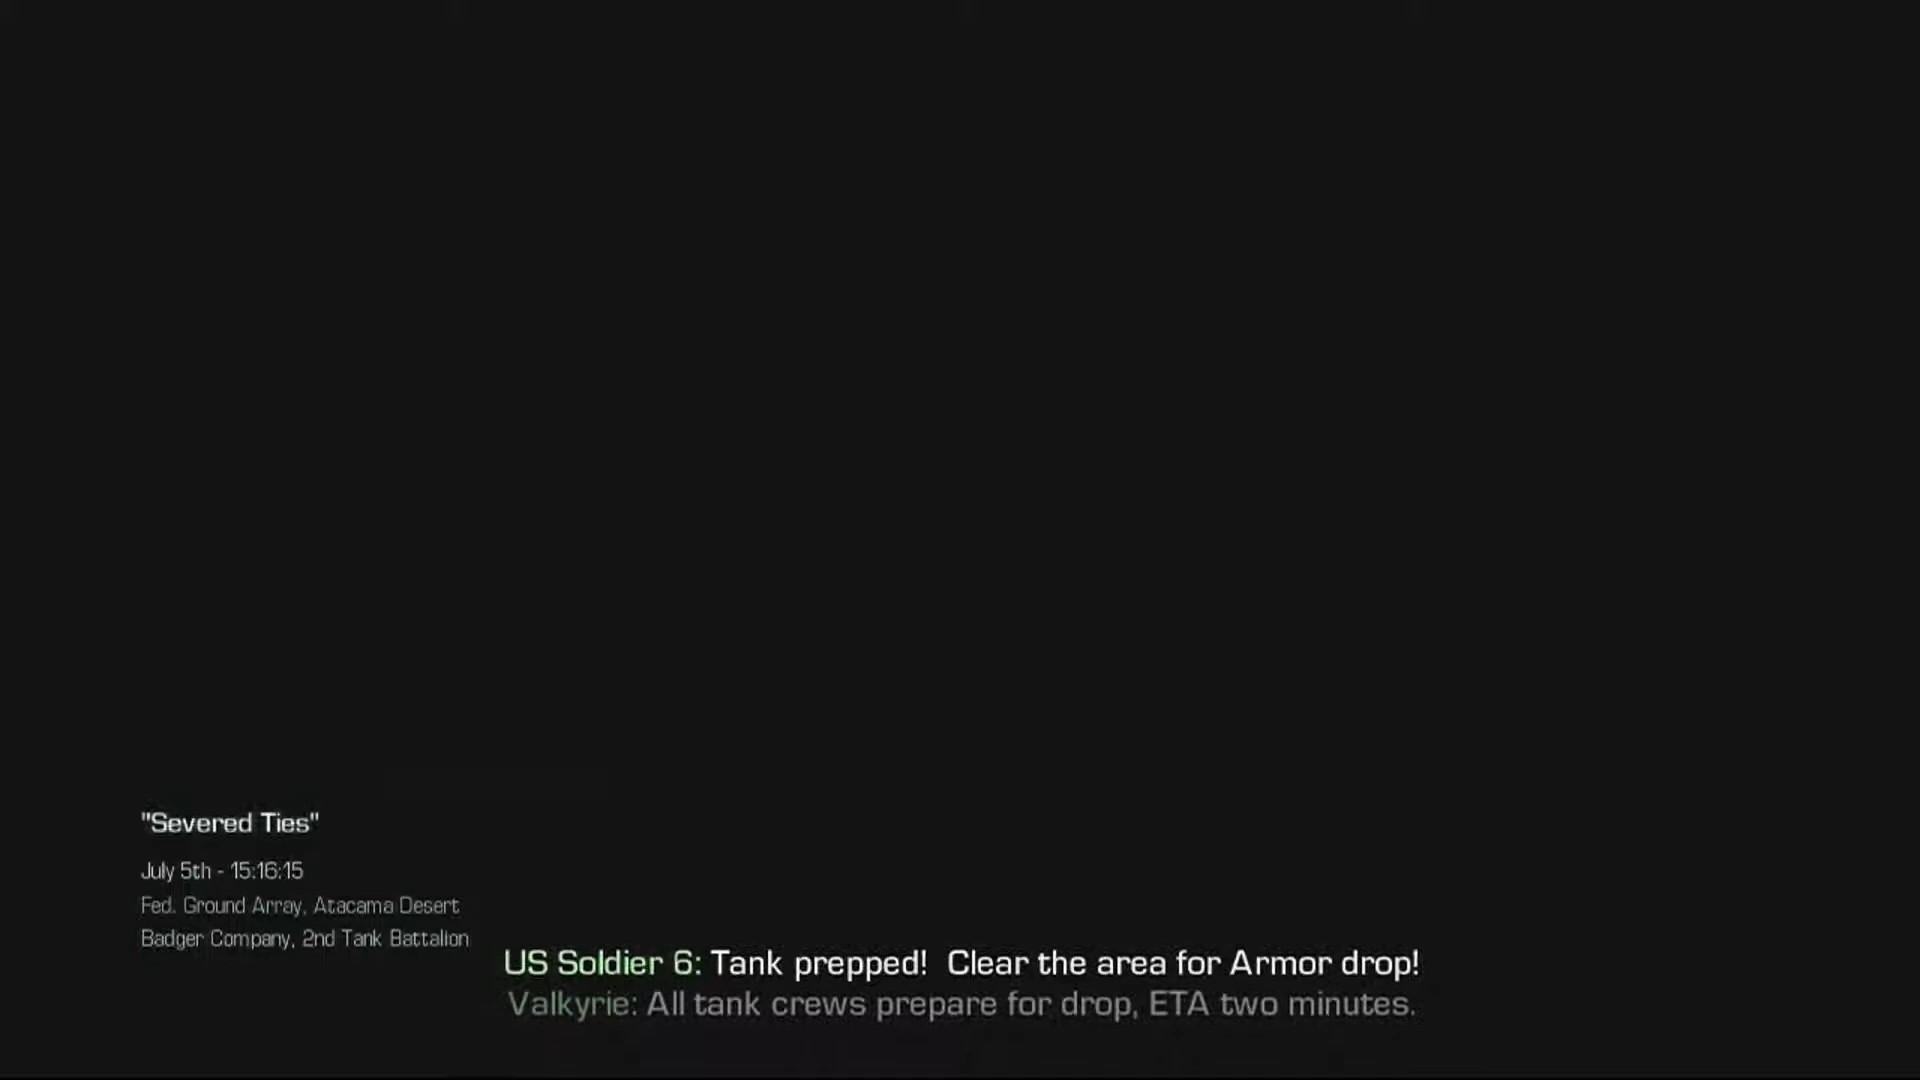 "Severed Ties"
July 5th - 15:16:15
Fed. Ground Array, Atacama Desert
Badger Company, 2nd Tank Battalion
US Soldier 6: Tank prepped!  Clear the area for Armor drop!
Valkyrie: All tank crews prepare for drop, ETA two minutes.